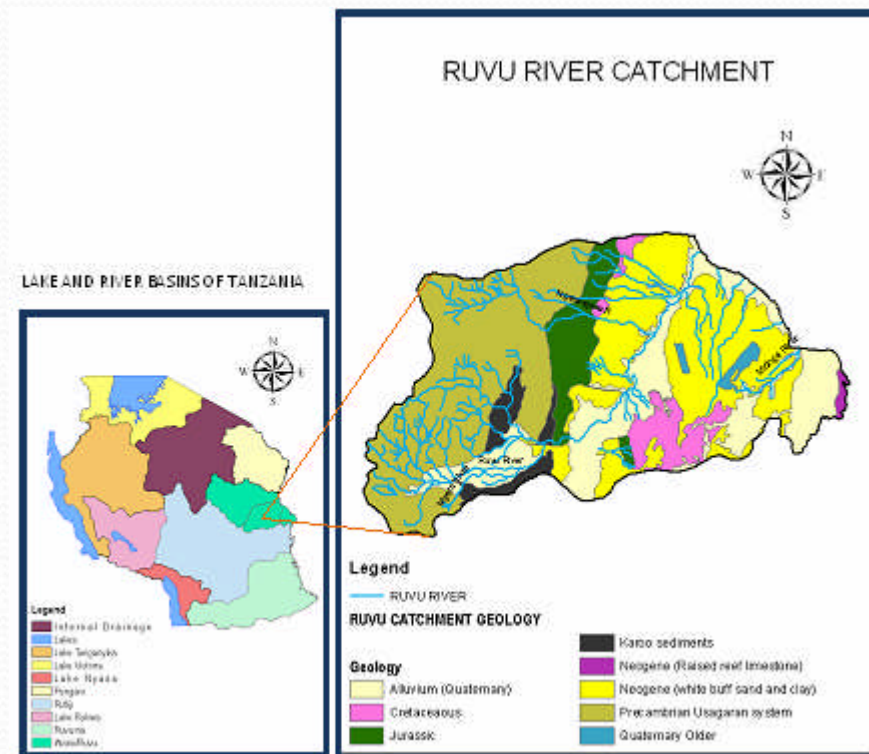 RUVU RIVER CATCHMENT
N
W
E
S
LAKE AND RIVER BASINS OF TANZANIA
N
W
E
S
Ruvu River
Legend
Internal Drainage
Lakes
Lake Tanganyika
Lake Victoria
Lake Nyasa
Pangani
Rufiji
Lake Rukwa
Ruvuma
Wami/Ruvu
Legend
RUVU RIVER
RUVU CATCHMENT GEOLOGY
Geology
Alluvium (Quaternary)
Cretaceaous
Jurassic
Karoo sediments
Neogene (Raised reef limestone)
Neogene (white buff sand and clay)
Precambrian Usagaran system
Quaternary Older